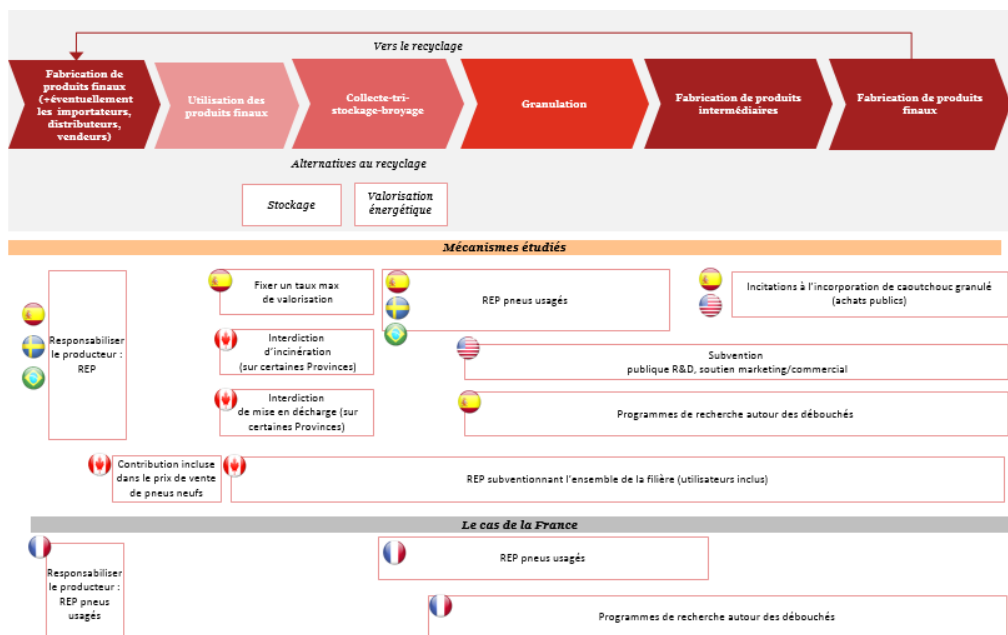 Vers le recyclage
Fabrication de
produits finaux
(+éventuellement
les importateurs,
distributeurs,
vendeurs)
Utilisation des
produits finaux
Collecte-tri-
stockage-broyage
Granulation
Fabrication de produits
intermédiaires
Fabrication de produits
finaux
Alternatives au recyclage
Stockage
Valorisation
énergétique
Mécanismes étudiés
Responsabiliser
le producteur :
REP
Fixer un taux max
de valorisation
REP pneus usagés
Incitations à l'incorporation de caoutchouc granulé
(achats publics)
Interdiction
d'incinération
(sur certaines Provinces)
Subvention
publique R&D, soutien marketing/commercial
Interdiction
de mise en décharge (sur
certaines Provinces)
Programmes de recherche autour des débouchés
Contribution incluse
dans le prix de vente
de pneus neufs
REP subventionnant l'ensemble de la filière (utilisateurs inclus)
Le cas de la France
Responsabiliser
le producteur :
REP pneus
usagés
REP pneus usagés
Programmes de recherche autour des débouchés